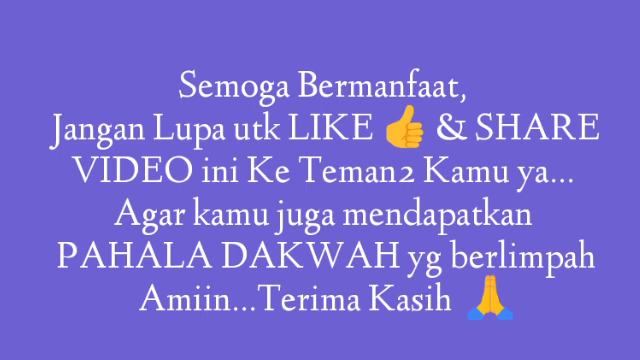 Semoga Bermanfaat,
Jangan Lupa utk LIKE 👍 & SHARE
VIDEO ini Ke Teman2 Kamu ya...
Agar kamu juga mendapatkan
PAHALA DAKWAH yg berlimpah
Amiin...Terima Kasih 🙏